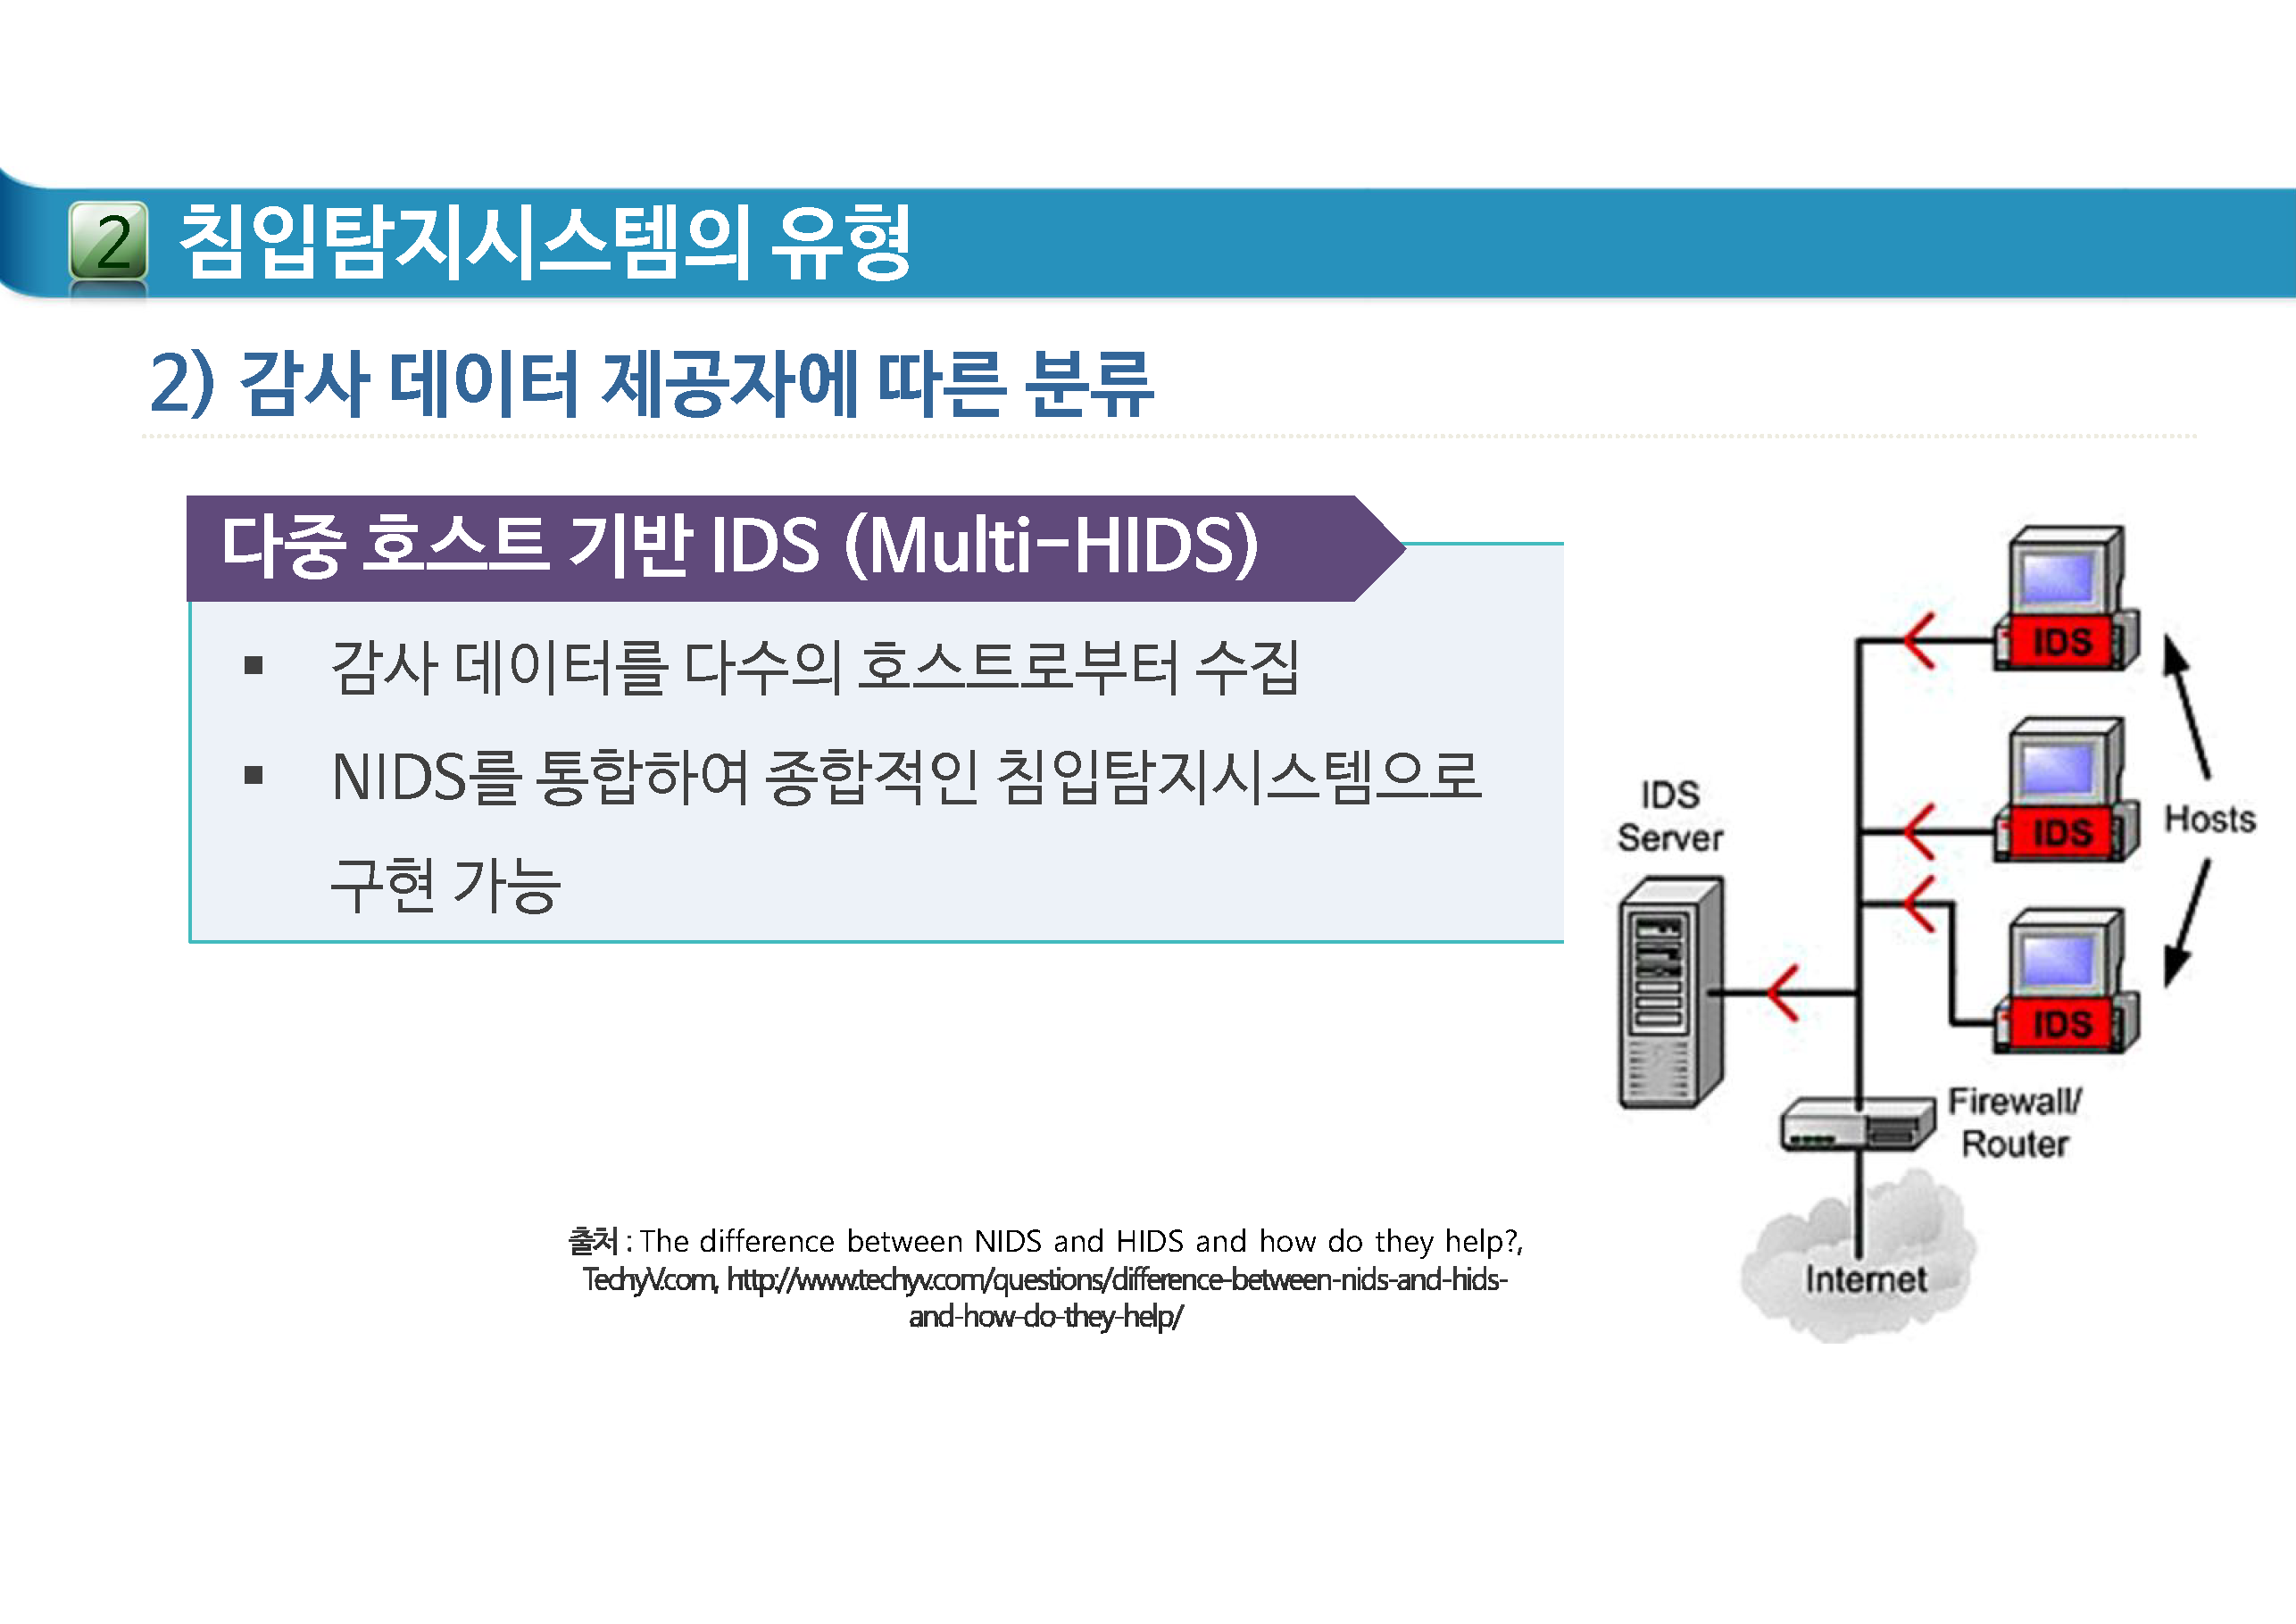 2 침입탐지시스템의 유형
2) 감사 데이터 제공자에 따른 분류
다중 호스트 기반 IDS (Multi-HIDS)
▪ 감사 데이터를 다수의 호스트로부터 수집
▪ NIDS를 통합하여 종합적인 침입탐지시스템으로
구현 가능
IDS
IDS
Hosts
IDS
Server
IDS
Firewall/
Router
Internet
출처 : The difference between NIDS and HIDS and how do they help?,
TechyV.com, http://www.techyv.com/questions/difference-between-nids-and-hids-
and-how-do-they-help/